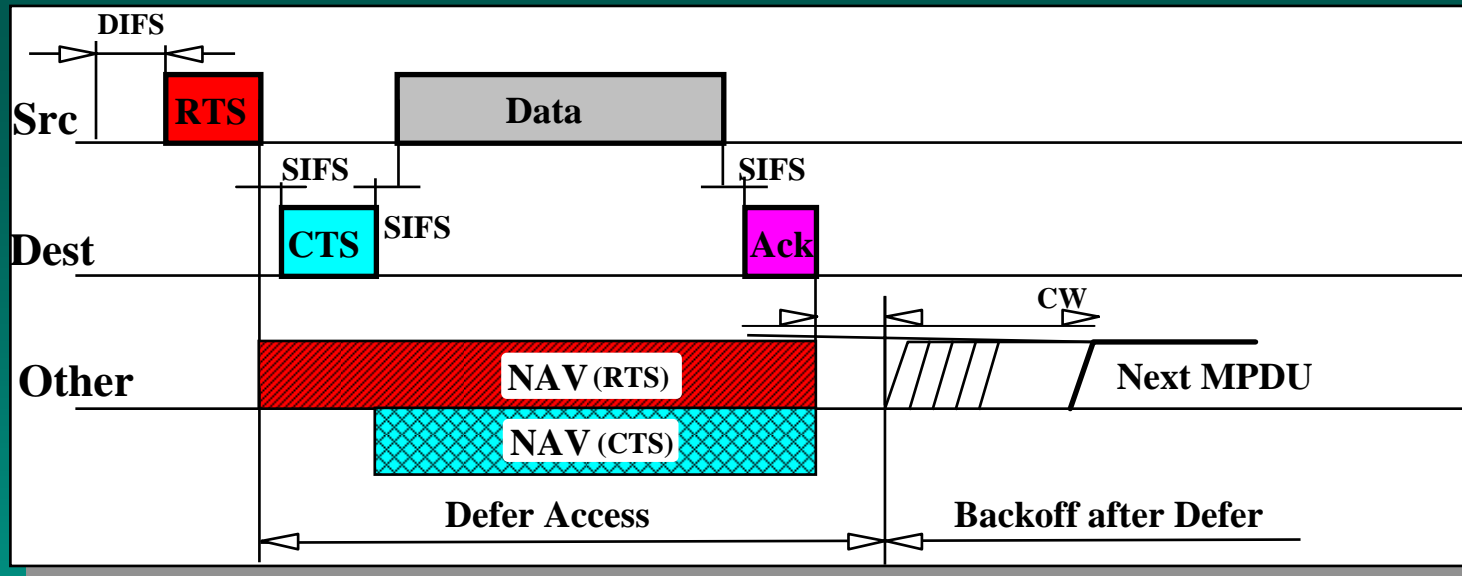 DIFS
Src
RTS
Data
SIFS
SIFS
Dest
CTS
SIFS
Ack
CW
Other
NAV (RTS)
Next MPDU
NAV (CTS)
Defer Access
Backoff after Defer